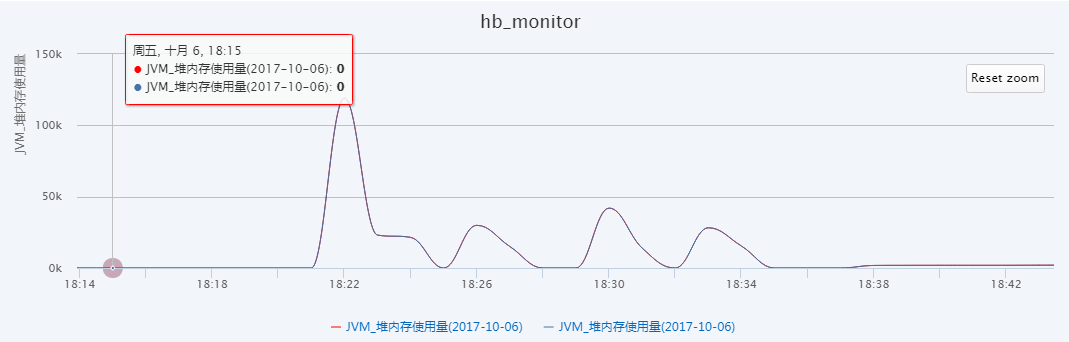 hb_monitor
周五, 十月 6, 18:15
● JVM_堆内存使用量(2017-10-06): 0
● JVM_堆内存使用量(2017-10-06): 0
Reset zoom
JVM_堆内存使用量
150k
100k
50k
0k
18:14 18:18 18:22 18:26 18:30 18:34 18:38 18:42
JVM_堆内存使用量(2017-10-06) JVM_堆内存使用量(2017-10-06)